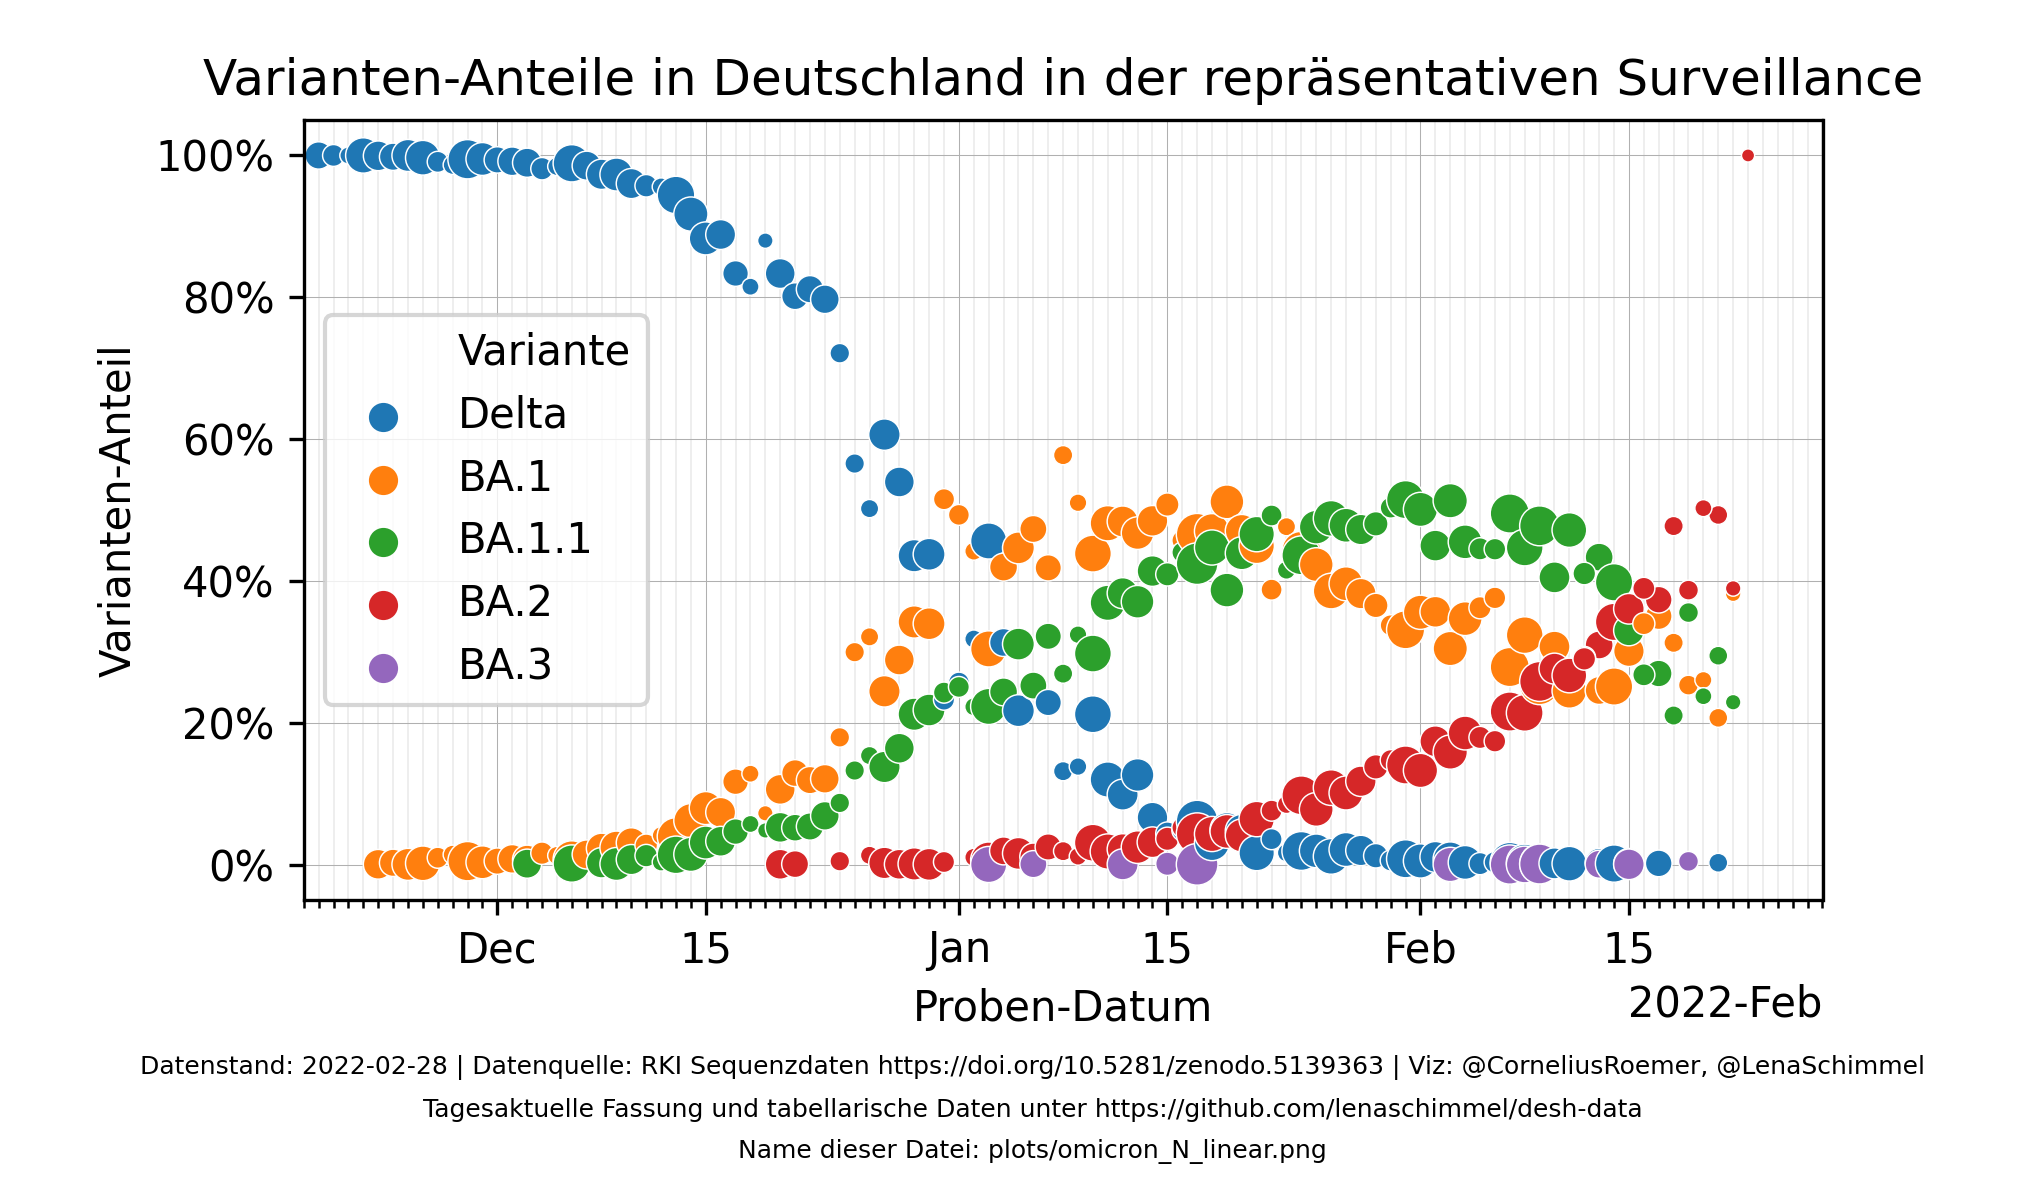 Varianten-Anteile in Deutschland in der repräsentativen Surveillance
100%
80%
60%
40%
20%
0%
Varianten-Anteil
Variante
Delta
BA.1
BA.1.1
BA.2
BA.3
Dec 15 Jan 15 Feb 15
Proben-Datum
2022-Feb
Datenstand: 2022-02-28 | Datenquelle: RKI Sequenzdaten https://doi.org/10.5281/zenodo.5139363 | Viz: @CorneliusRoemer, @LenaSchimmel
Tagesaktuelle Fassung und tabellarische Daten unter https://github.com/lenaschimmel/desh-data
Name dieser Datei: plots/omicron_N_linear.png